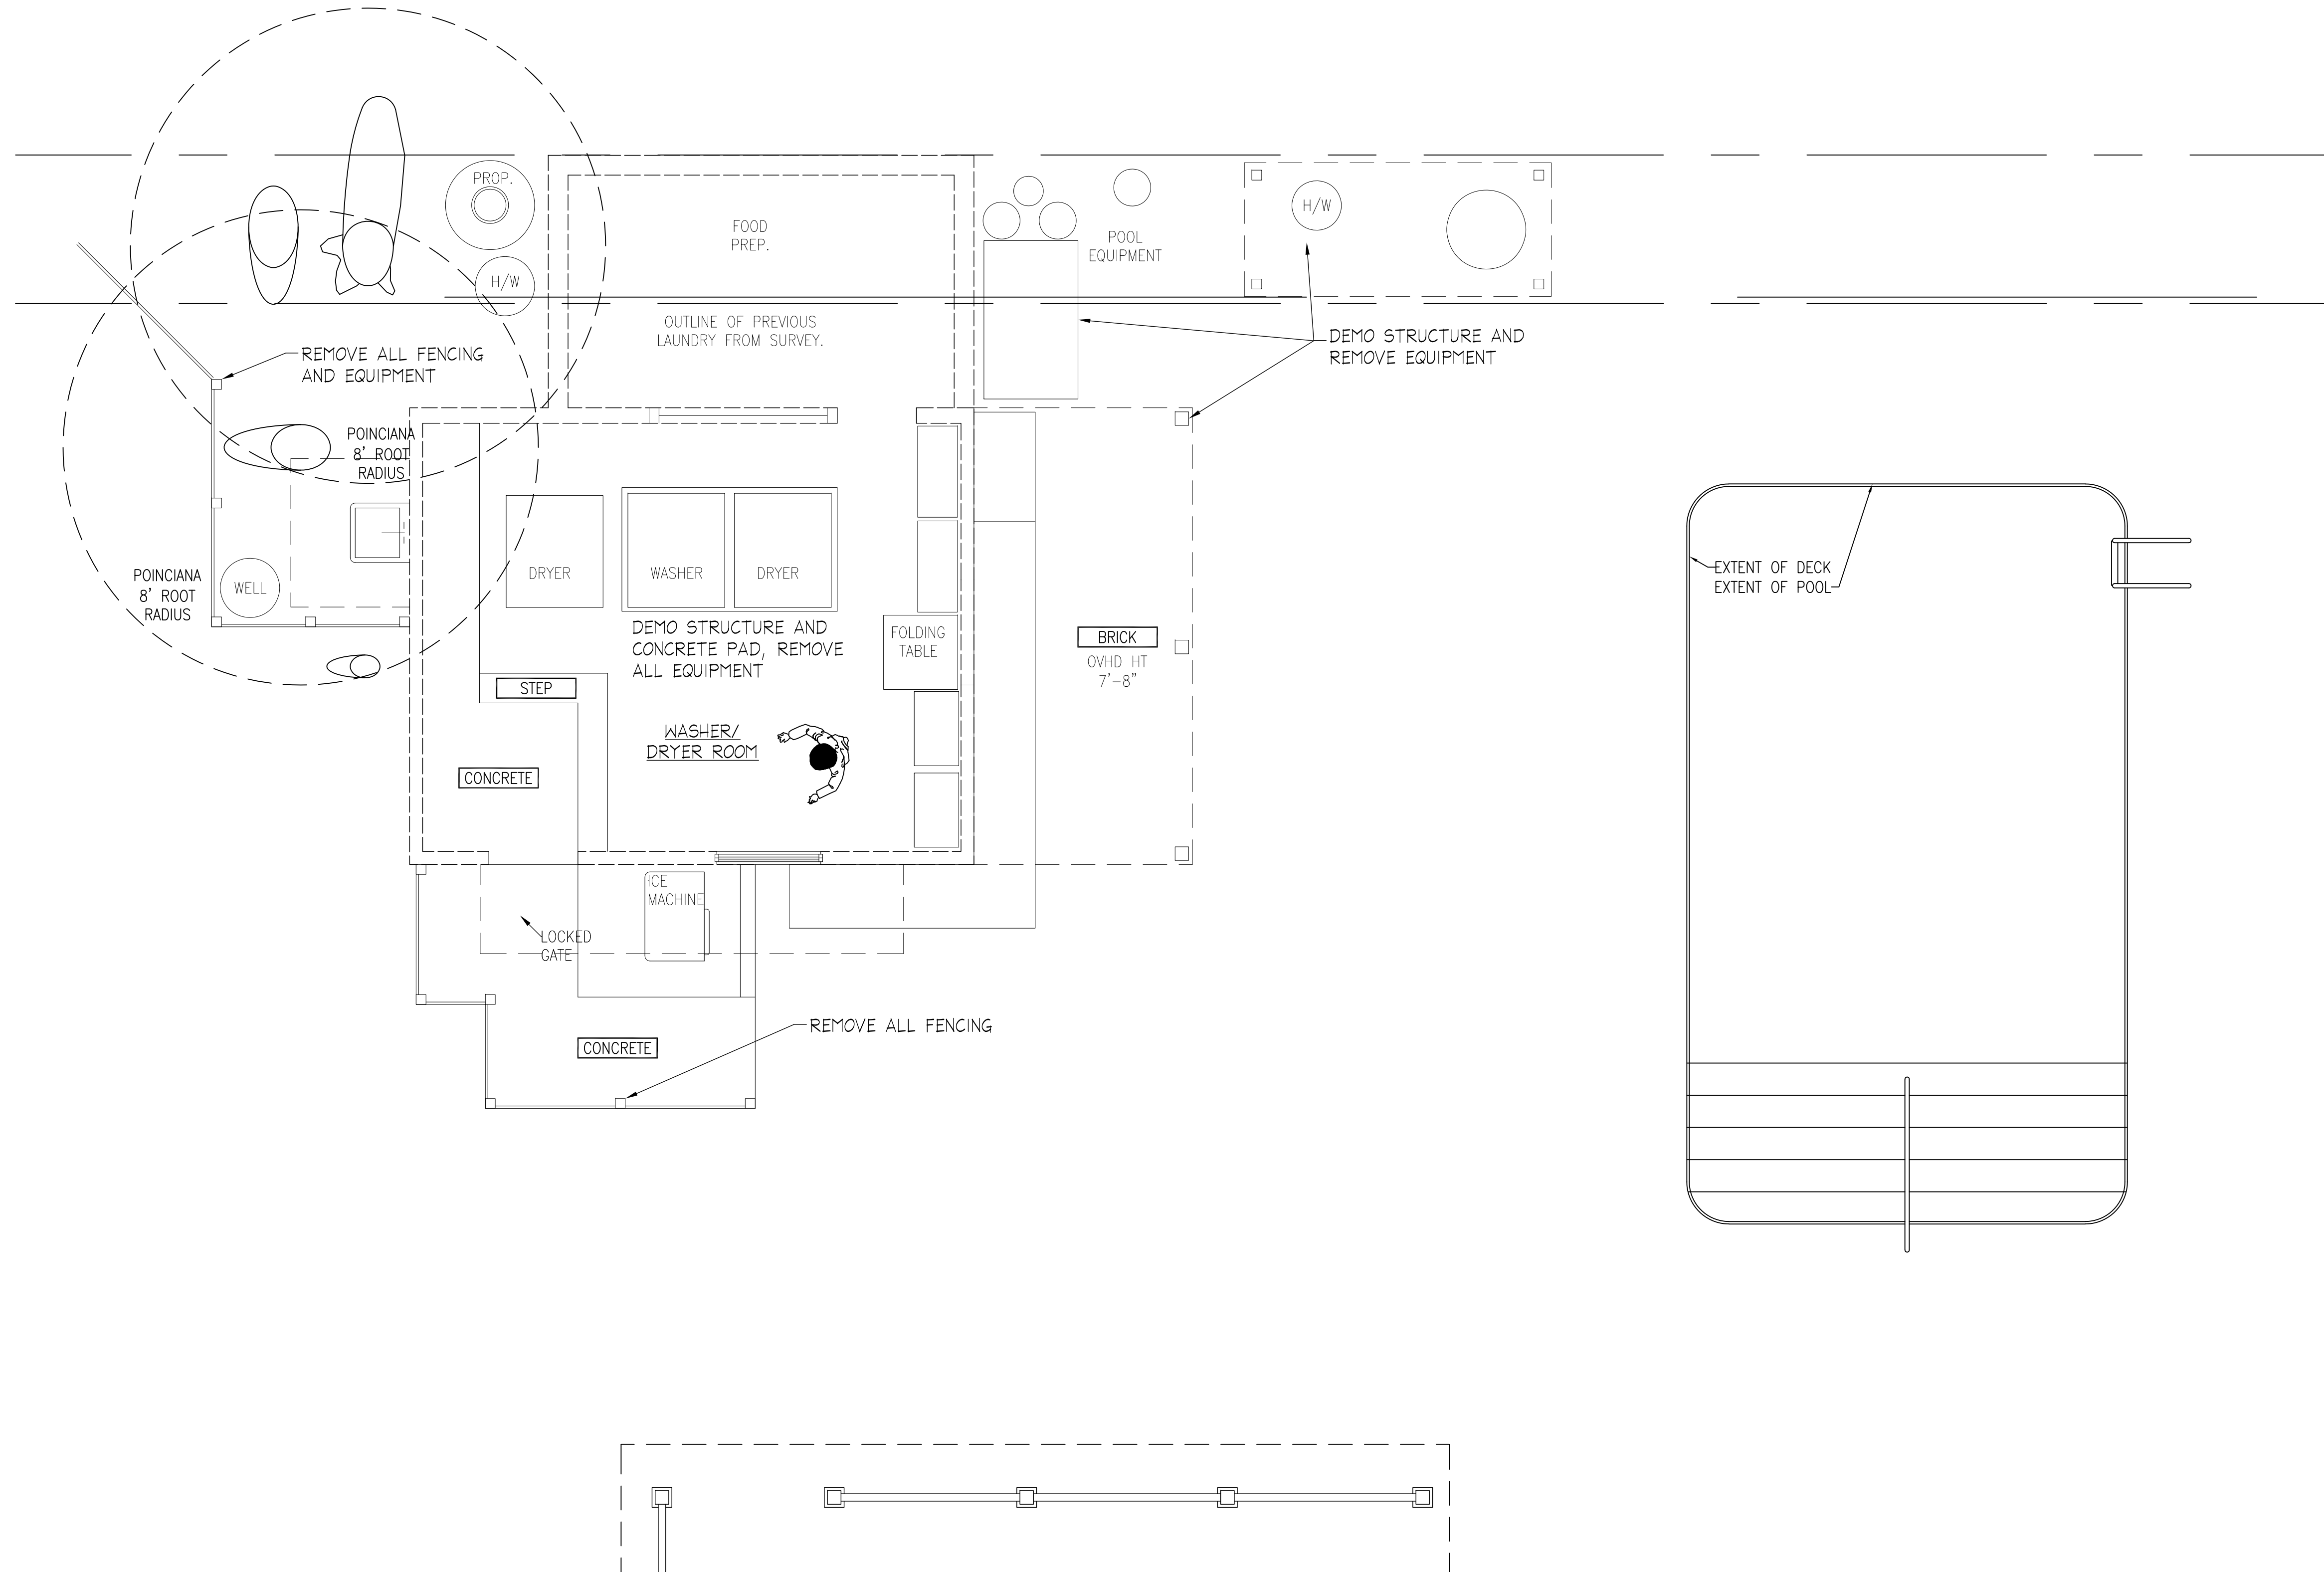 PROP.
H/W
FOOD
PREP.
POOL
EQUIPMENT
H/W
OUTLINE OF PREVIOUS
LAUNDRY FROM SURVEY.
DEMO STRUCTURE AND
REMOVE EQUIPMENT
REMOVE ALL FENCING
AND EQUIPMENT
POINCIANA
8' ROOT
RADIUS
POINCIANA
8' ROOT
RADIUS
WELL
DRYER
WASHER
DRYER
DEMO STRUCTURE AND
CONCRETE PAD, REMOVE
ALL EQUIPMENT
FOLDING
TABLE
BRICK
OVHD HT
7'-8"
EXTENT OF DECK
EXTENT OF POOL
STEP
WASHER/
DRYER ROOM
CONCRETE
ICE
MACHINE
LOCKED
GATE
REMOVE ALL FENCING
CONCRETE